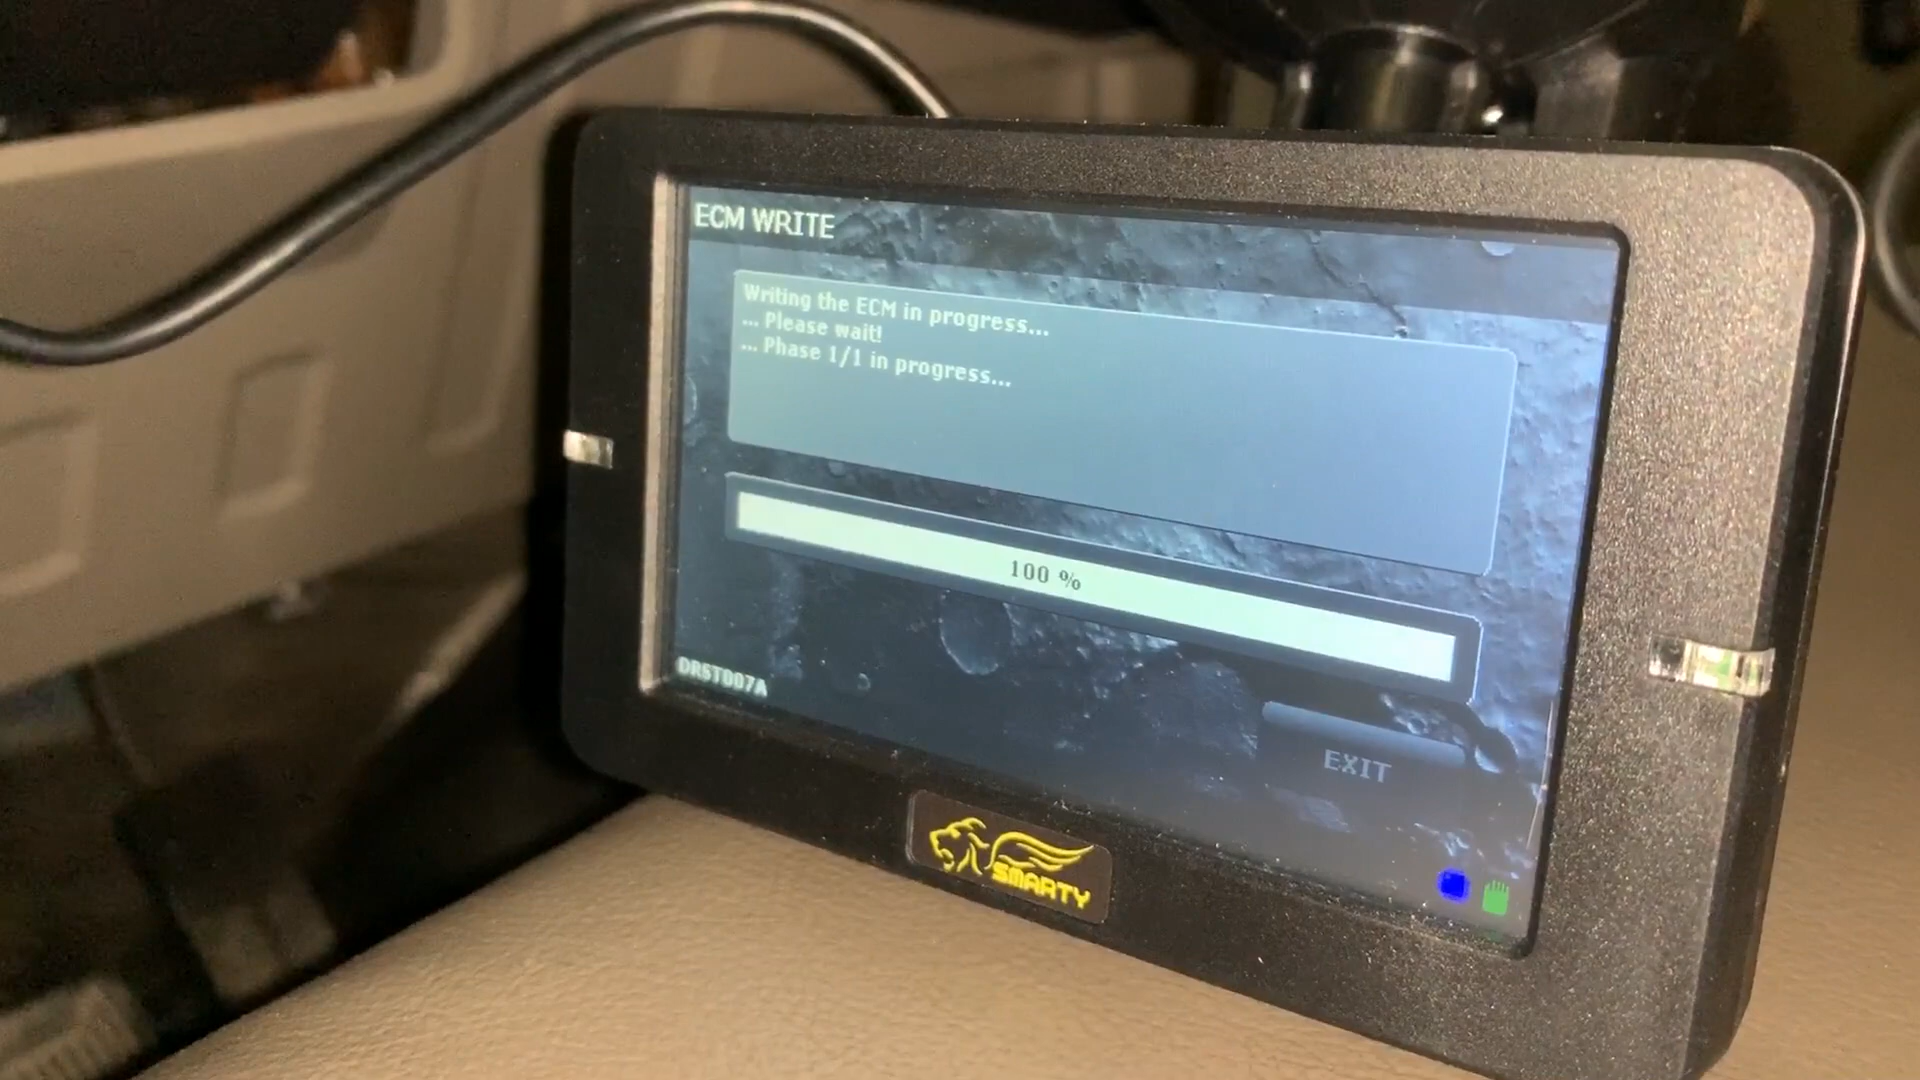 ECM WRITE
Writing the ECM in progress...
... Please wait!
... Phase 1/1 in progress...
100 %
DRST007A
EXIT
SMARTY